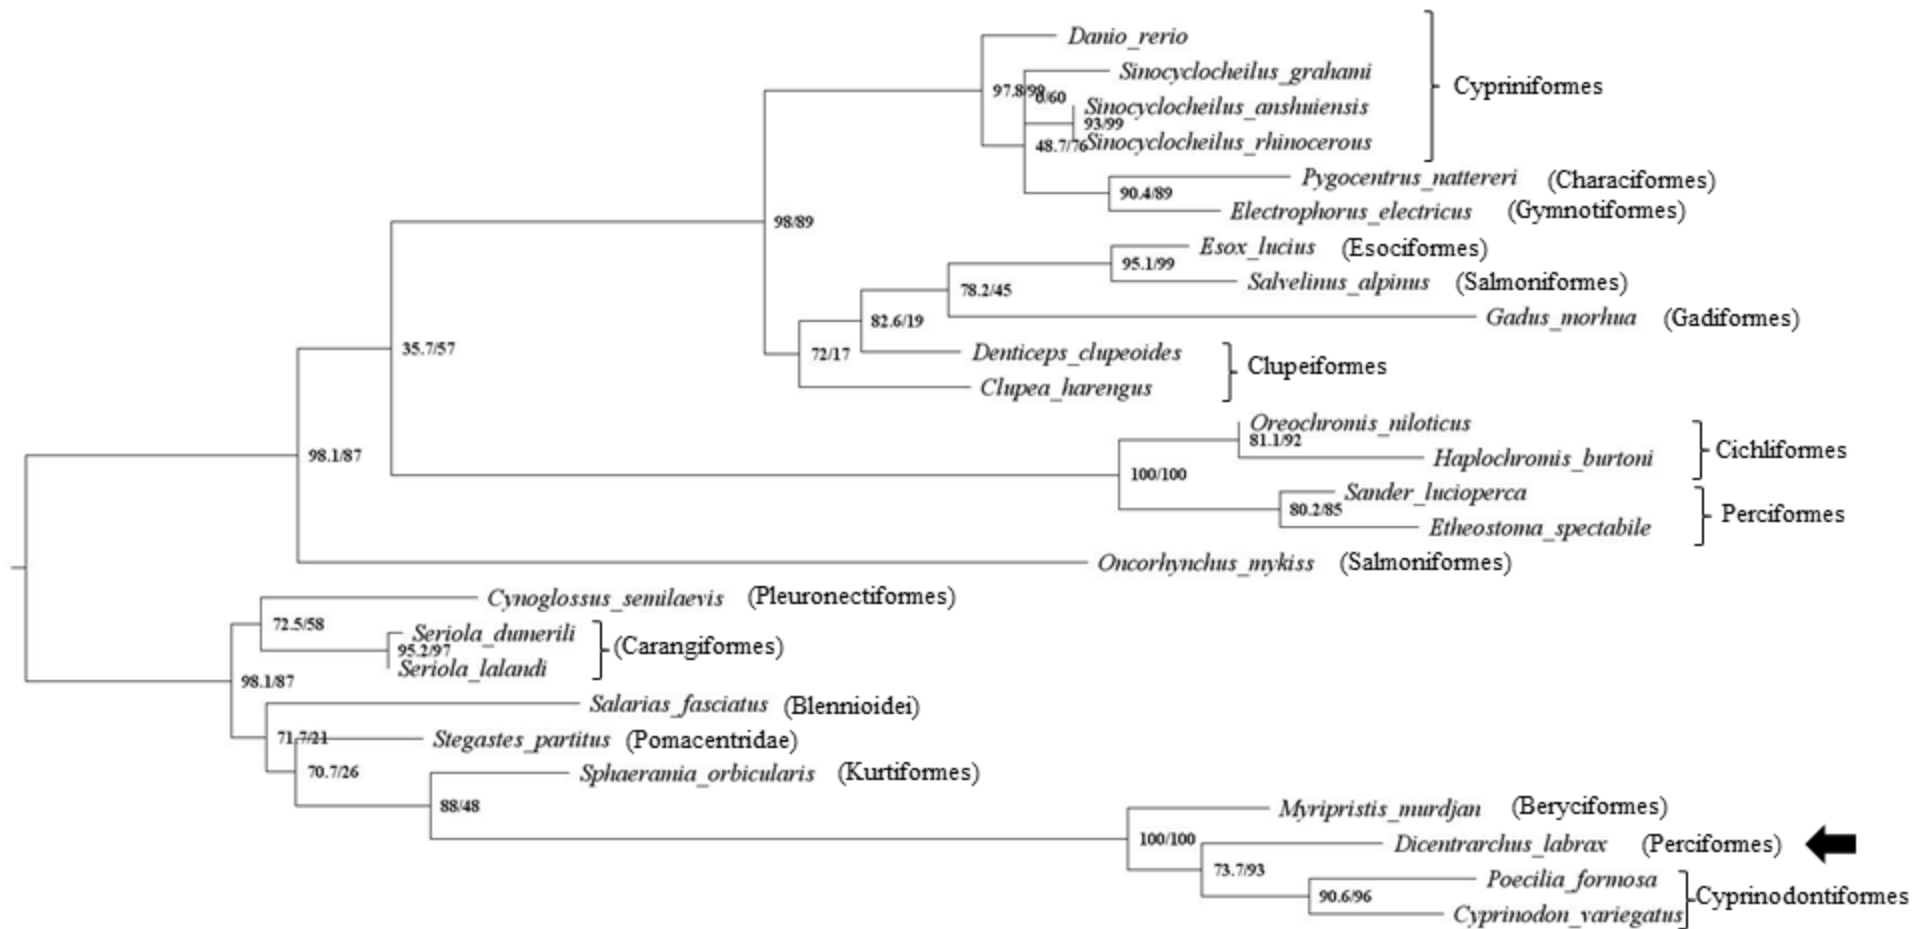 Danio_rerio
Sinocyclocheilus_grahami
97.8/99
0/60
Cypriniformes
Sinocyclocheilus_anshuiensis
93/99
Sinocyclocheilus_rhinocerous
48.7/76
Pygocentrus_nattereri (Characiformes)
90.4/89
Electrophorus_electricus (Gymnotiformes)
98/89
Esox_lucius (Esociformes)
95.1/99
Salvelinus_alpinus (Salmoniformes)
78.2/45
Gadus_morhua (Gadiformes)
82.6/19
35.7/57
72/17
Denticeps_clupeoides
Clupeiformes
Clupea_harengus
Oreochromis_niloticus
81.1/92
Cichliformes
98.1/87
Haplochromis_burtoni
100/100
Sander_lucioperca
80.2/85
Perciformes
Etheostoma_spectabile
Oncorhynchus_mykiss (Salmoniformes)
Cynoglossus_semilaevis (Pleuronectiformes)
72.5/58
Seriola_dumerili
95.2/97
(Carangiformes)
Seriola_lalandi
98.1/87
Salarias_fasciatus (Blennioidei)
71.7/21
Stegastes_partitus (Pomacentridae)
70.7/26
Sphaeramia_orbicularis (Kurtiformes)
88/48
Myripristis_murdjan (Beryciformes)
100/100
Dicentrarchus_labrax (Perciformes)
73.7/93
Poecilia_formosa
90.6/96
Cyprinodontiformes
Cyprinodon_variegatus